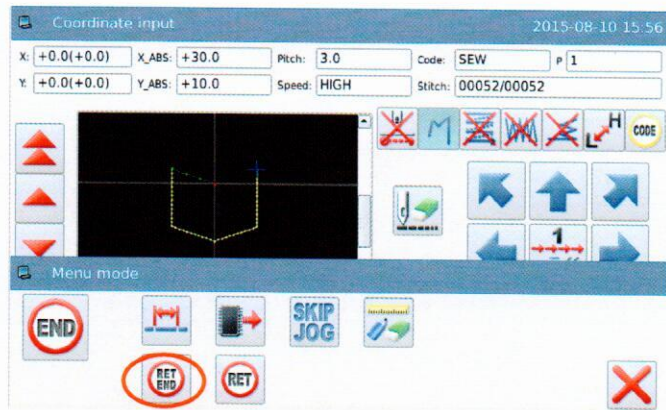 Coordinate input 2015-08-10 15:56
X: +0.0(+0.0) X_ABS: +30.0 Pitch: 3.0 Code: SEW P 1
Y: +0.0(+0.0) Y_ABS: +10.0 Speed: HIGH Stitch: 00052/00052
L H CODE
1
Menu mode
END SKIP JOG
RET END RET